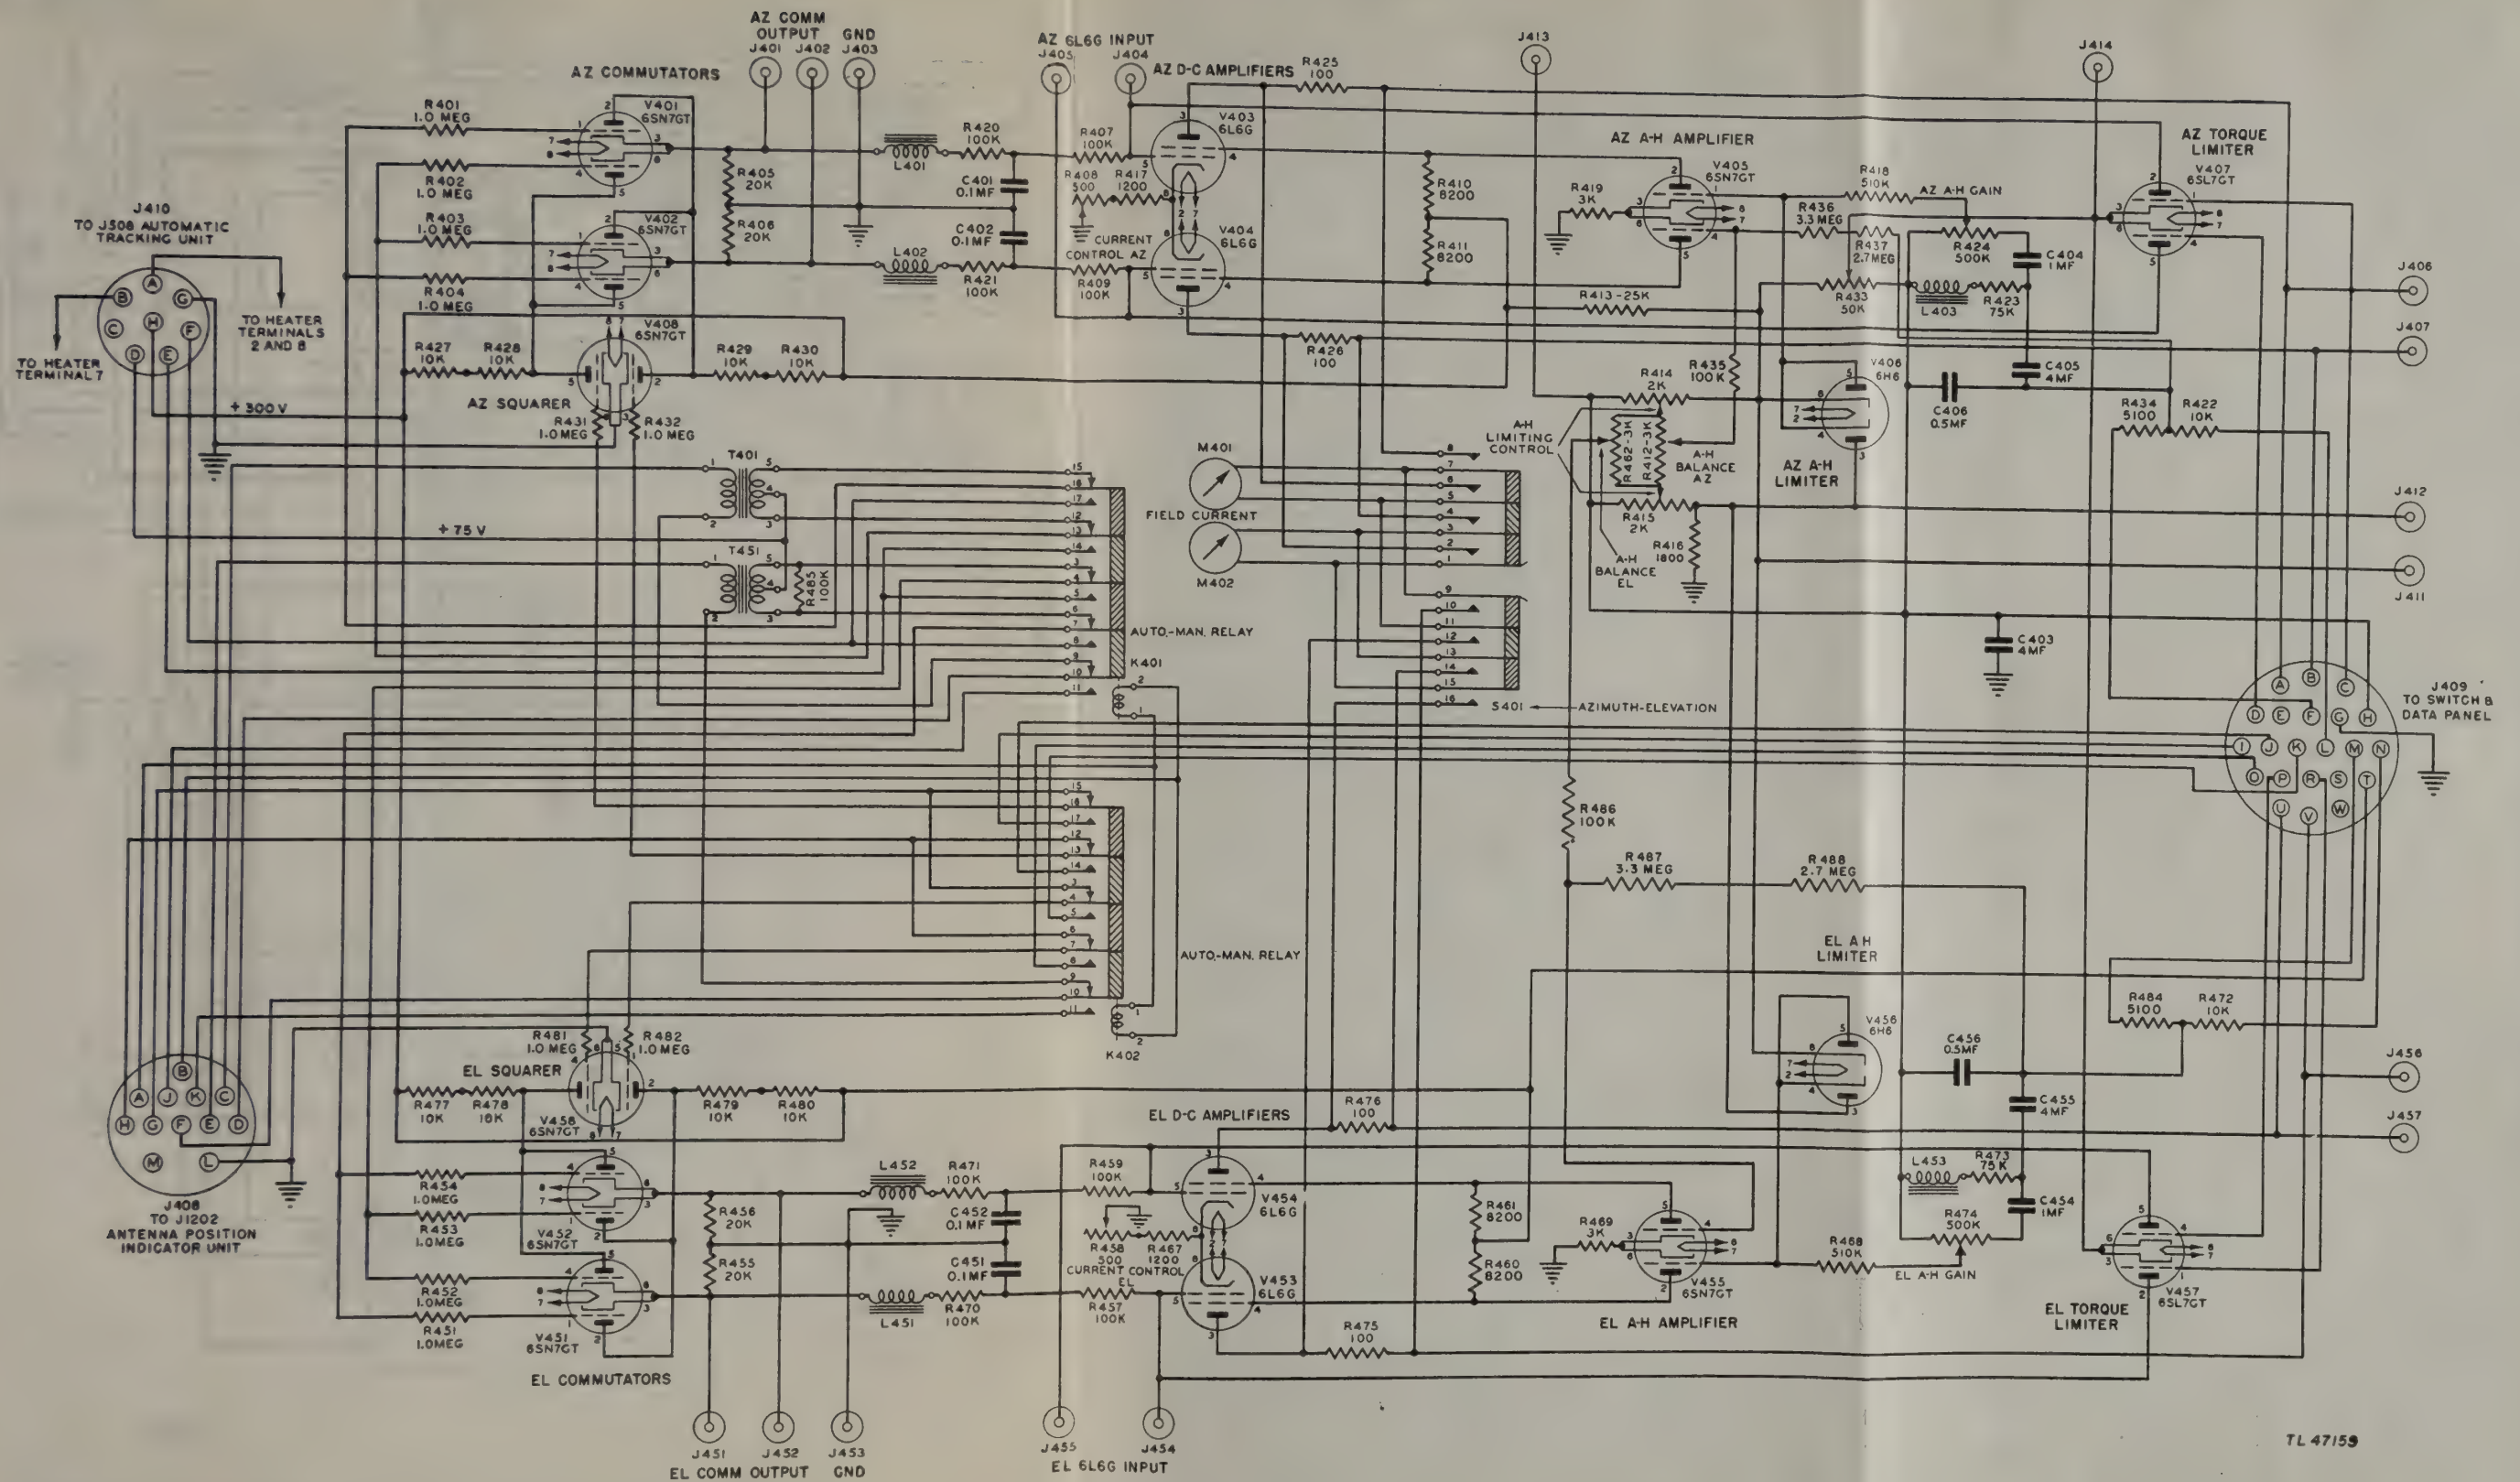 AZ COMM
OUTPUT
J401 J402
GND
J403
AZ 6L6G INPUT
J405 J404
J413
J414
AZ COMMUTATORS
AZ D-C AMPLIFIERS
R425
100
R401
1.0 MEG
V401
6SN7GT
R402
1.0 MEG
R403
1.0 MEG
V402
6SN7GT
R404
1.0 MEG
R405
20K
R406
20K
L401
R420
100K
C401
0.1MF
L402
R421
100K
C402
0.1MF
R407
100K
R408
500
R417
1200
CURRENT
CONTROL AZ
R409
100K
V403
6L6G
V404
6L6G
R410
8200
R411
8200
AZ A-H AMPLIFIER
V405
6SN7GT
R419
3K
R418
510K
AZ A-H GAIN
R436
3.3 MEG
R437
2.7MEG
R424
500K
C404
1MF
R433
50K
L403
R423
75K
R413-25K
AZ TORQUE
LIMITER
V407
6SL7GT
J406
J407
J410
TO J508 AUTOMATIC
TRACKING UNIT
A
B
G
C
H
F
D
E
TO HEATER
TERMINALS
2 AND 8
TO HEATER
TERMINAL 7
R427
10K
R428
10K
V408
6SN7GT
R429
10K
R430
10K
AZ SQUARER
R431
1.0 MEG
R432
1.0 MEG
+300V
+75V
R426
100
R414
2K
R435
100K
V406
6H6
AZ A-H
LIMITER
C405
4MF
C406
0.5MF
R434
5100
R422
10K
A-H
LIMITING
CONTROL
R462-3K
R412-3K
A-H
BALANCE
AZ
R415
2K
R416
1800
A-H
BALANCE
EL
J412
J411
T401
T451
R485
100K
M401
FIELD CURRENT
M402
AUTO.-MAN. RELAY
K401
S401
AZIMUTH-ELEVATION
C403
4MF
J409
TO SWITCH &
DATA PANEL
A B C
D E F G H
I J K L M N
O P R S T
U V W
R486
100K
R487
3.3 MEG
R488
2.7 MEG
AUTO.-MAN. RELAY
K402
EL A H
LIMITER
V456
6H6
C456
0.5MF
R484
5100
R472
10K
C455
4MF
J456
J457
R481
1.0 MEG
R482
1.0 MEG
EL SQUARER
R477
10K
R478
V458
6SN7GT
R479
10K
R480
10K
B
A J K C
H G F E D
M L
J408
TO J1202
ANTENNA POSITION
INDICATOR UNIT
EL D-C AMPLIFIERS
R476
100
R454
1.0MEG
R453
1.0MEG
V452
6SN7GT
R452
1.0MEG
R451
1.0MEG
V451
6SN7GT
EL COMMUTATORS
R456
20K
R455
20K
L452
R471
100K
C452
0.1MF
C451
0.1MF
L451
R470
100K
R459
100K
R458
500
R467
1200
CURRENT CONTROL
EL
R457
100K
V454
6L6G
V453
6L6G
R461
8200
R460
8200
R475
100
R469
3K
V455
6SN7GT
EL A-H AMPLIFIER
R468
510K
EL A-H GAIN
L453
R473
75K
C454
1MF
R474
500K
V457
6SL7GT
EL TORQUE
LIMITER
J451 J452 J453
EL COMM OUTPUT GND
J455 J454
EL 6L6G INPUT
TL 47159